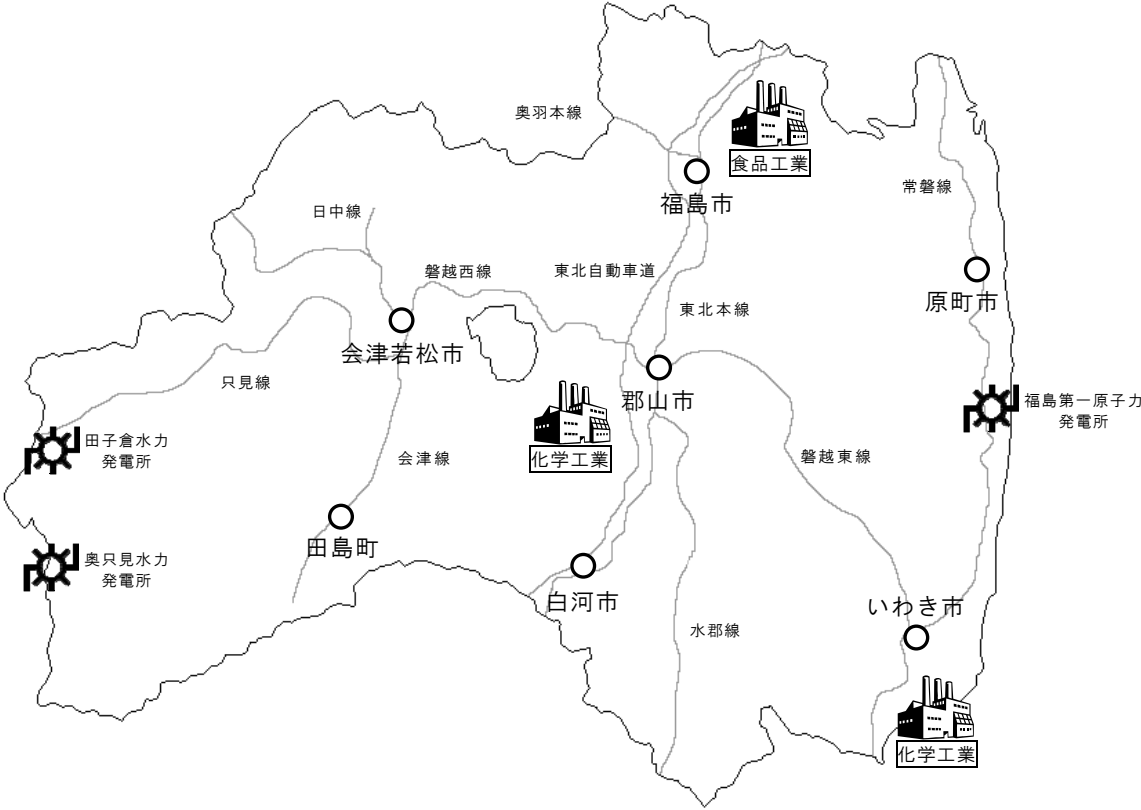 奥羽本線
食品工業
福島市
常磐線
日中線
磐越西線
東北自動車道
原町市
東北本線
会津若松市
只見線
郡山市
福島第一原子力
発電所
田子倉水力
発電所
化学工業
会津線
磐越東線
田島町
奥只見水力
発電所
白河市
いわき市
水郡線
化学工業